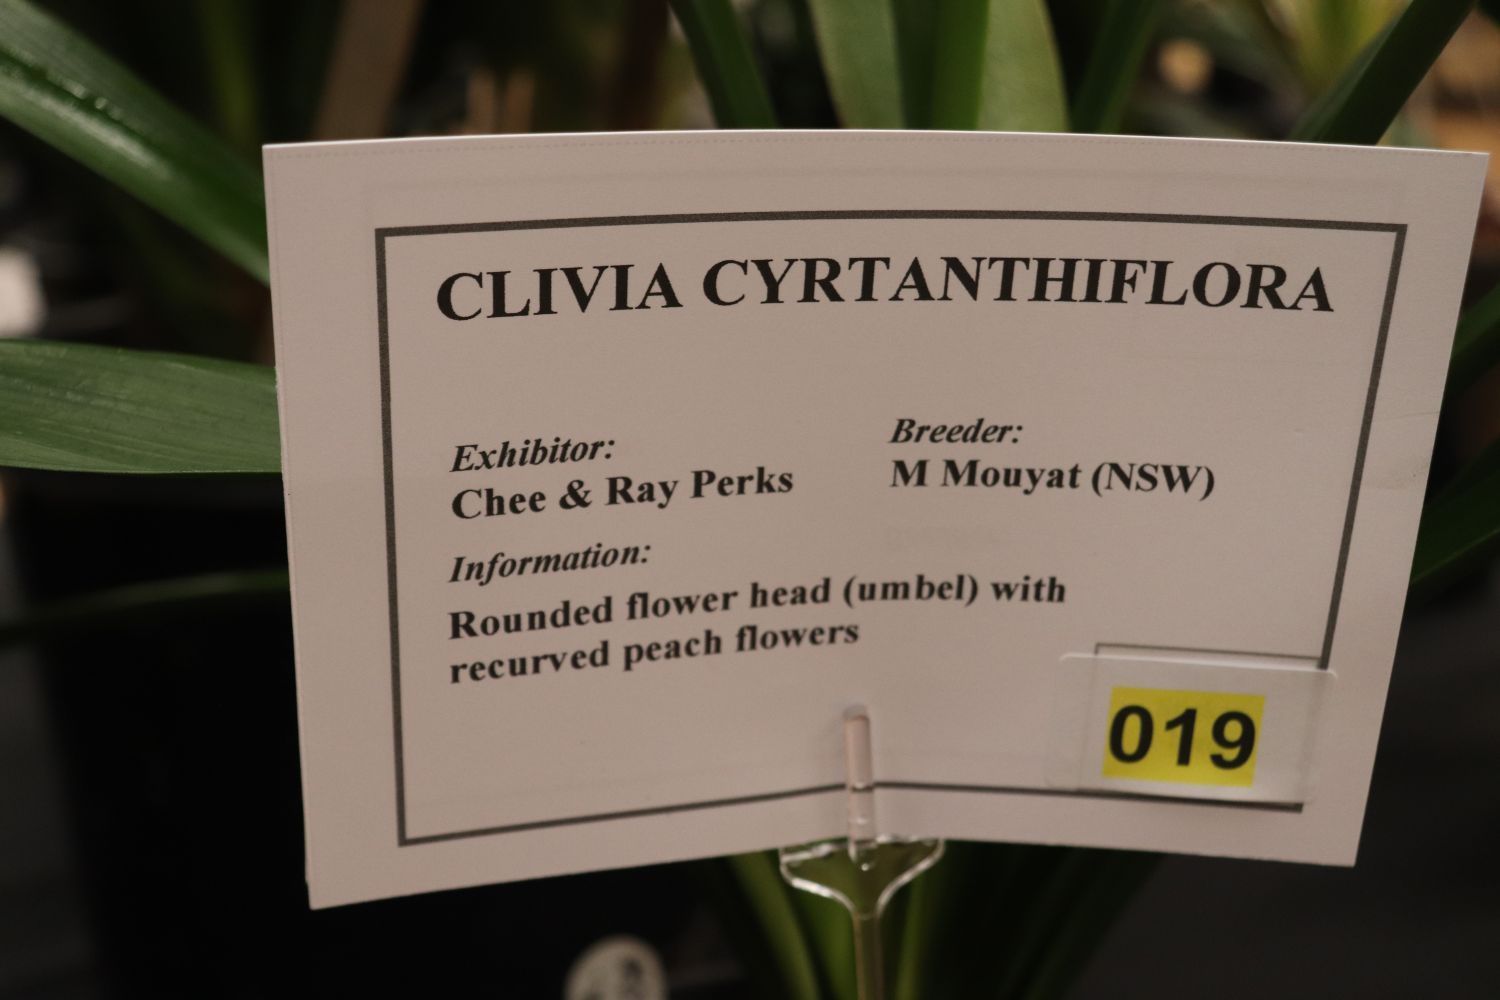 CLIVIA CYRTANTHIFLORA
Exhibitor:
Chee & Ray Perks
Breeder:
M Mouyat (NSW)
Information:
Rounded flower head (umbel) with
recurved peach flowers
019